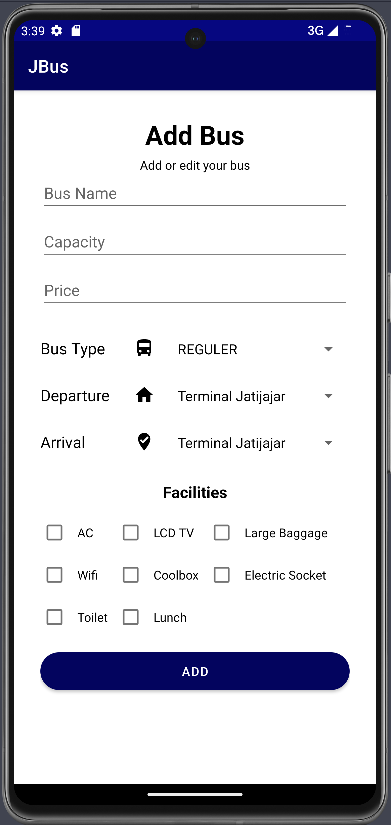 3:39 3G
JBus
Add Bus
Add or edit your bus
Bus Name
Capacity
Price
Bus Type REGULER
Departure Terminal Jatijajar
Arrival Terminal Jatijajar
Facilities
AC LCD TV Large Baggage
Wifi Coolbox Electric Socket
Toilet Lunch
ADD